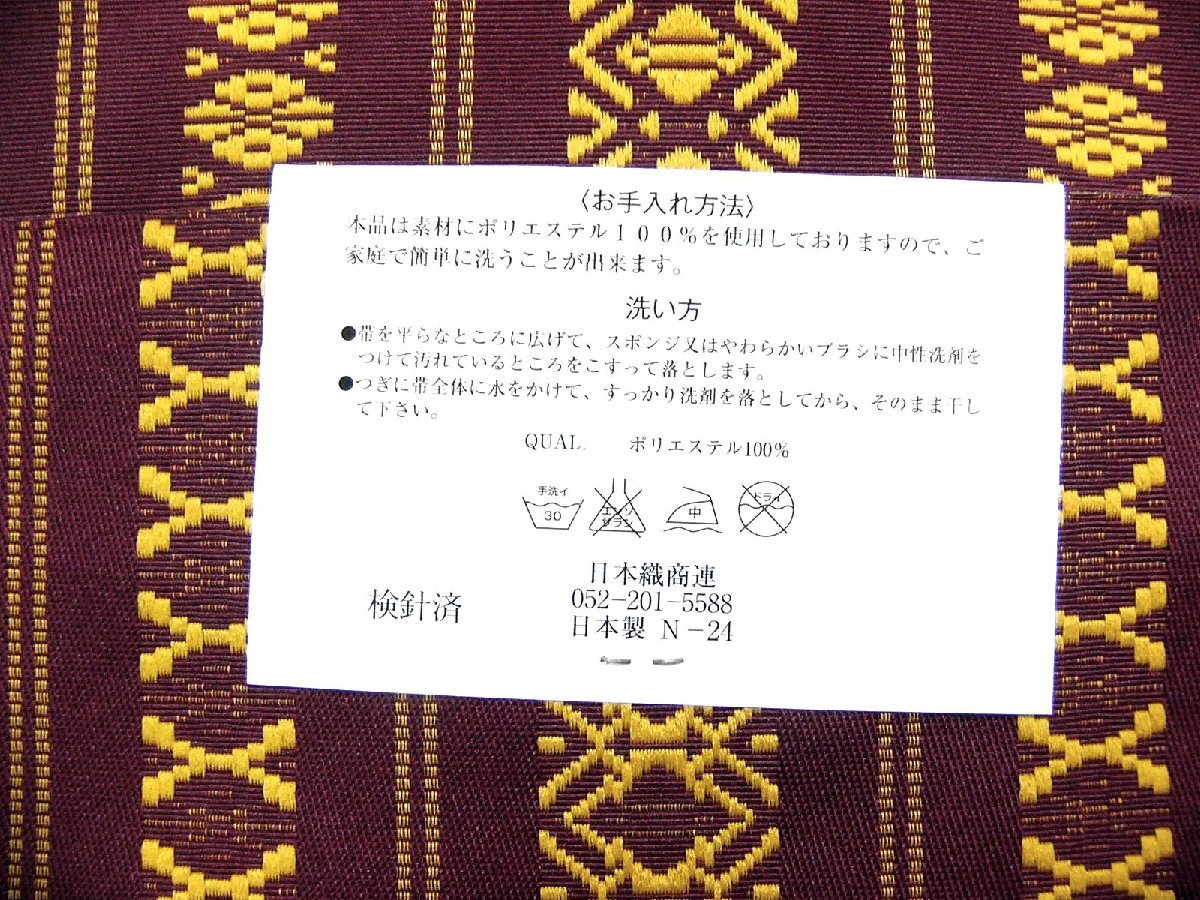 〈お手入れ方法〉
本品は素材にポリエステル１００％を使用しておりますので、ご
家庭で簡単に洗うことが出来ます。
洗い方
●帯を平らなところに広げて、スポンジ又はやわらかいブラシに中性洗剤を
つけて汚れているところをこすって落とします。
●つぎに帯全体に水をかけて、すっかり洗剤を落としてから、そのまま干し
て下さい。
QUAL. ポリエステル100%
手洗イ
30
エンソ
サラシ
中
ドライ
日本織商連
052-201-5588
検針済
日本製 N-24